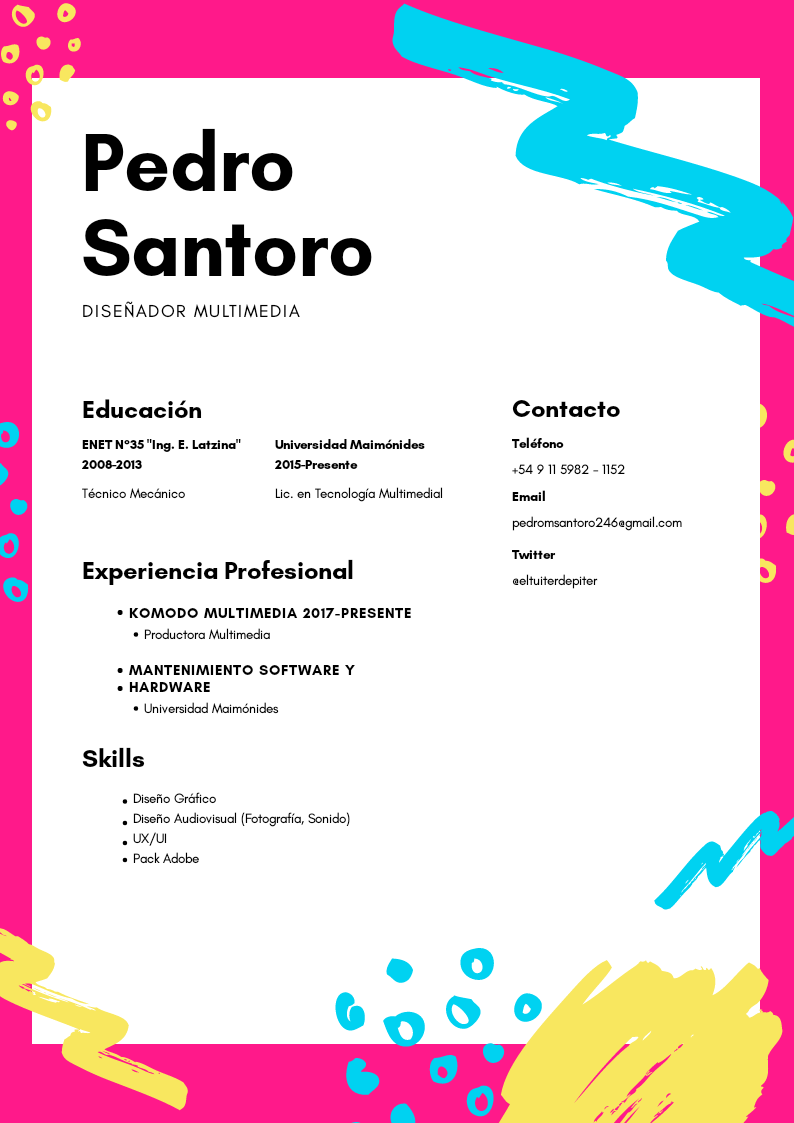 Pedro
Santoro
DISEÑADOR MULTIMEDIA
Educación
ENET Nº35 "Ing. E. Latzina"
2008-2013
Técnico Mecánico
Universidad Maimónides
2015-Presente
Lic. en Tecnología Multimedial
Experiencia Profesional
• KOMODO MULTIMEDIA 2017-PRESENTE
• Productora Multimedia
• MANTENIMIENTO SOFTWARE Y
• HARDWARE
• Universidad Maimónides
Skills
• Diseño Gráfico
• Diseño Audiovisual (Fotografía, Sonido)
• UX/UI
• Pack Adobe
Contacto
Teléfono
+54 9 11 5982 - 1152
Email
pedromsantoro246@gmail.com
Twitter
@eltuiterdepiter